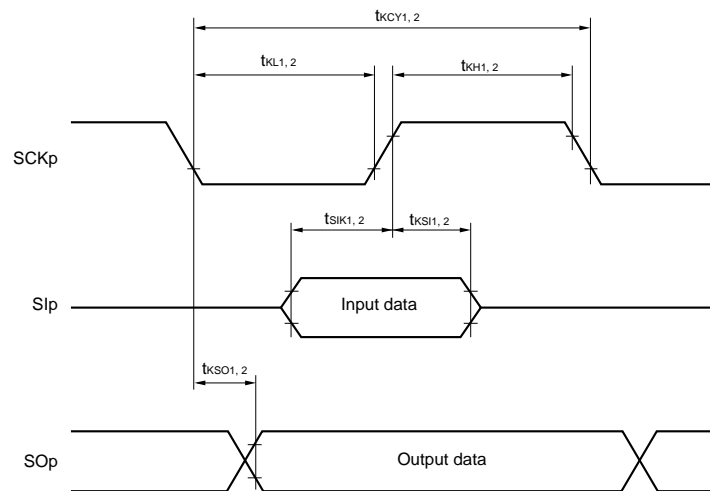 tKCY1, 2
tKL1, 2
tKH1, 2
SCKp
tSIK1, 2
tKSI1, 2
SIp
Input data
tKSO1, 2
SOp
Output data